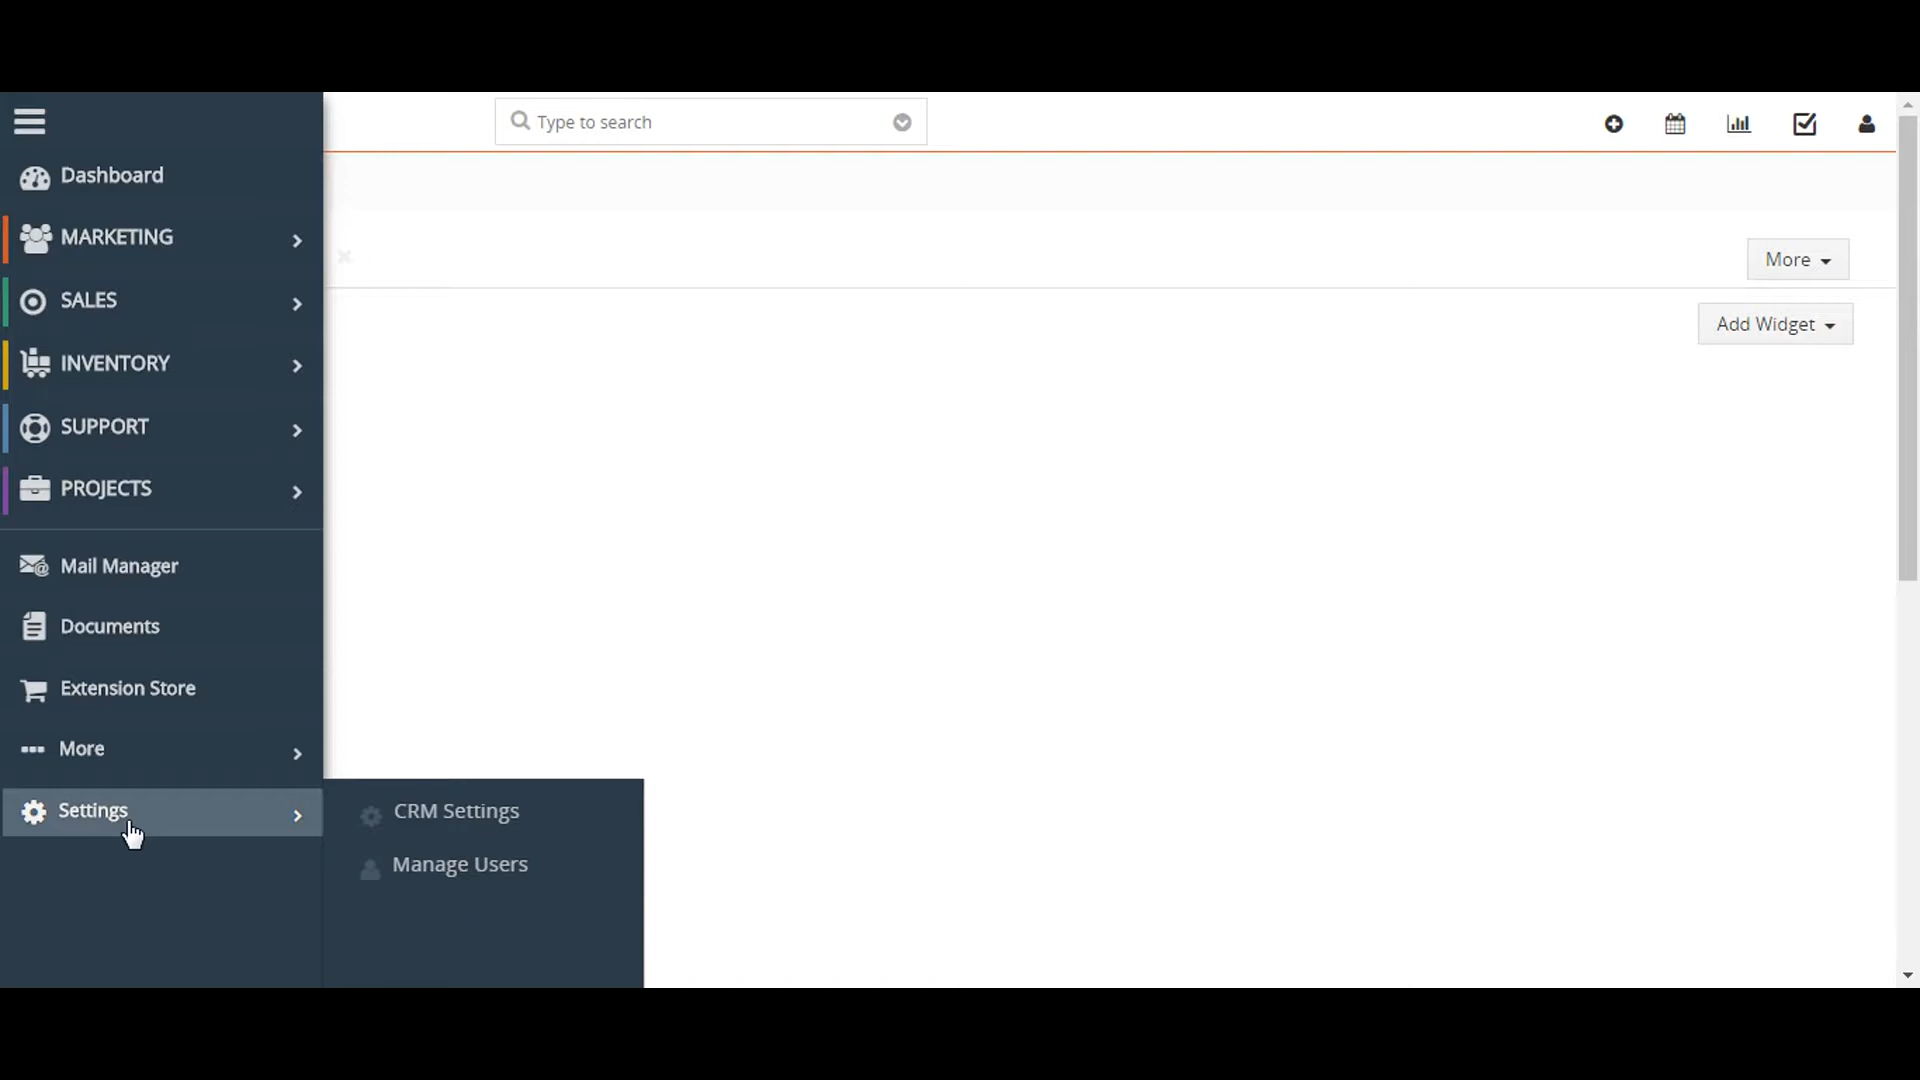 Type to search
Dashboard
MARKETING
SALES
INVENTORY
SUPPORT
PROJECTS
Mail Manager
Documents
Extension Store
More
Settings
CRM Settings
Manage Users
More
Add Widget